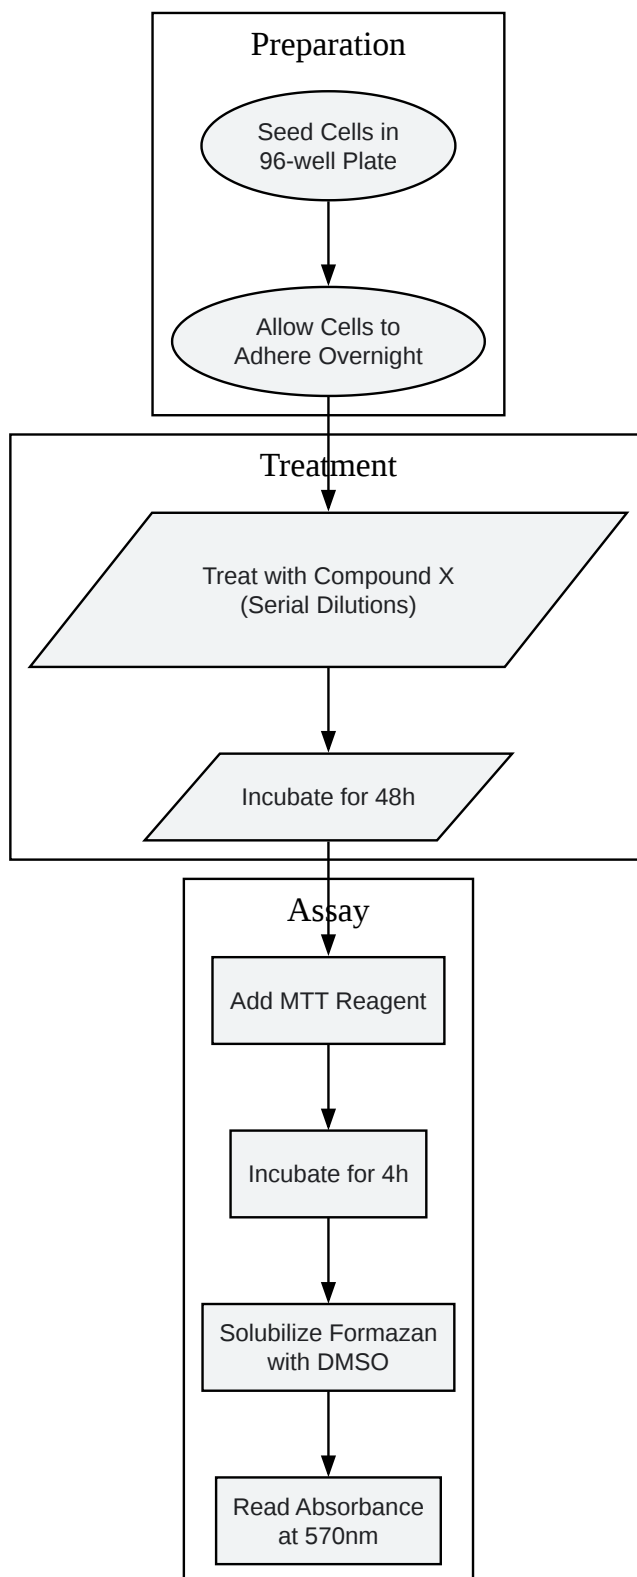 Preparation
Seed Cells in
96-well Plate
Allow Cells to
Adhere Overnight
Treatment
Treat with Compound X
(Serial Dilutions)
Incubate for 48h
Assay
Add MTT Reagent
Incubate for 4h
Solubilize Formazan
with DMSO
Read Absorbance
at 570nm